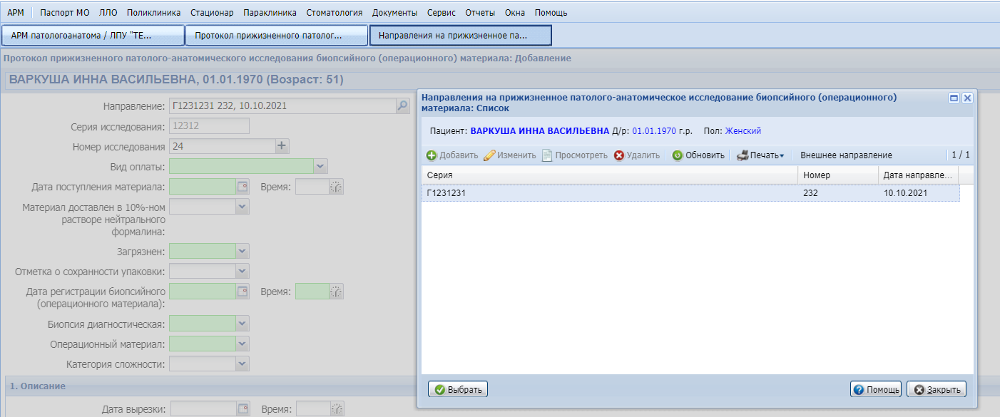 АРМ Паспорт МО ЛЛО Поликлиника Стационар Параклиника Стоматология Документы Сервис Отчеты Окна Помощь
АРМ патологоанатома / ЛПУ "ТЕ... Протокол прижизненного патолог... Направления на прижизненное па...
Протокол прижизненного патолого-анатомического исследования биопсийного (операционного) материала: Добавление
ВАРКУША ИННА ВАСИЛЬЕВНА, 01.01.1970 (Возраст: 51)
Направление: Г1231231 232, 10.10.2021
Серия исследования: 12312
Номер исследования 24
Вид оплаты:
Дата поступления материала: Время:
Материал доставлен в 10%-ном
растворе нейтрального
формалина:
Загрязнен:
Отметка о сохранности упаковки:
Дата регистрации биопсийного Время:
(операционного материала):
Биопсия диагностическая:
Операционный материал:
Категория сложности:
1. Описание
Дата вырезки: Время:
Направления на прижизненное патолого-анатомическое исследование биопсийного (операционного)
материала: Список
Пациент: ВАРКУША ИННА ВАСИЛЬЕВНА Д/р: 01.01.1970 г.р. Пол: Женский
Добавить Изменить Просмотреть Удалить Обновить Печать Внешнее направление 1 / 1
Серия Номер Дата направле...
Г1231231 232 10.10.2021
Выбрать Помощь Закрыть